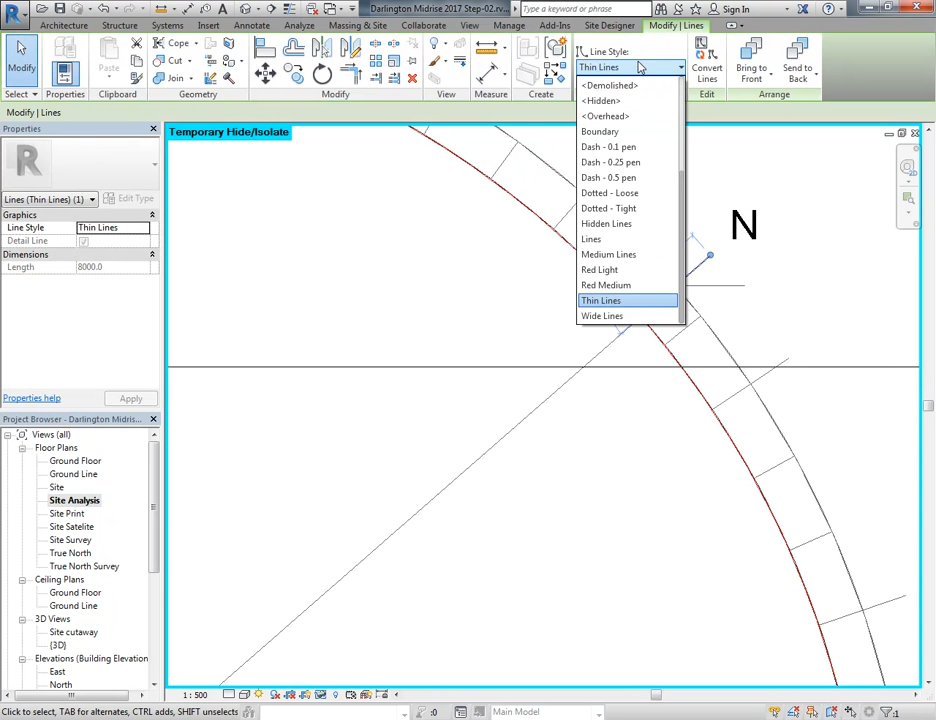 Darlington Midrise 2017 Step-02.rv...
Type a keyword or phrase
Sign In
Architecture
Structure
Systems
Insert
Annotate
Analyze
Massing & Site
Collaborate
View
Manage
Add-Ins
Site Designer
Modify | Lines
Modify
Paste
Cope
Cut
Join
Line Style:
Thin Lines
Convert
Lines
Bring to
Front
Send to
Back
Select
Properties
Clipboard
Geometry
Modify
View
Measure
Create
Edit
Arrange
Modify | Lines
Properties
Lines (Thin Lines) (1)
Edit Type
Graphics
Line Style
Thin Lines
Detail Line
Dimensions
Length
8000.0
Properties help
Apply
Project Browser - Darlington Midris...
Views (all)
Floor Plans
Ground Floor
Ground Line
Site
Site Analysis
Site Print
Site Satelite
Site Survey
True North
True North Survey
Ceiling Plans
Ground Floor
Ground Line
3D Views
Site cutaway
{3D}
Elevations (Building Elevation
East
North
Temporary Hide/Isolate
<Demolished>
<Hidden>
<Overhead>
Boundary
Dash - 0.1 pen
Dash - 0.25 pen
Dash - 0.5 pen
Dotted - Loose
Dotted - Tight
Hidden Lines
Lines
Medium Lines
Red Light
Red Medium
Thin Lines
Wide Lines
N
1 : 500
Click to select, TAB for alternates, CTRL adds, SHIFT unselects
:0
Main Model
:1